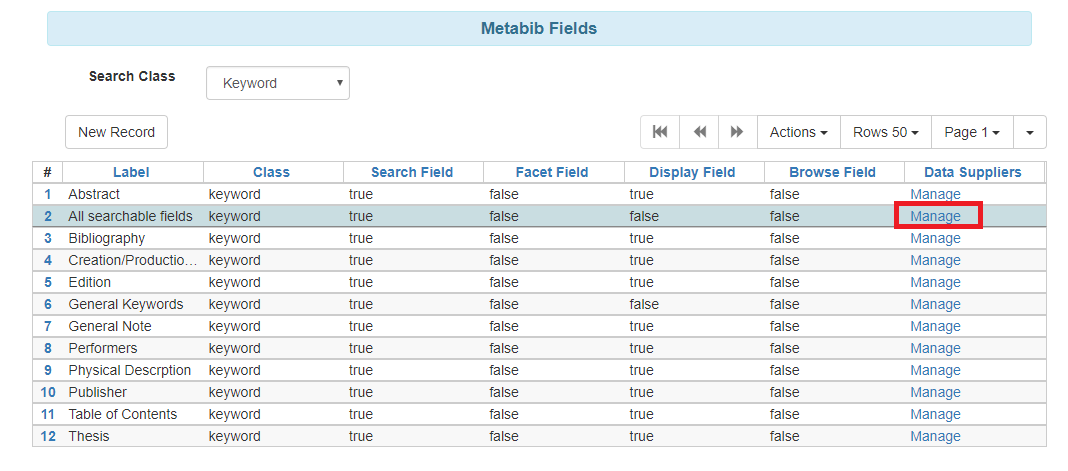 Metabib Fields
Search Class Keyword
New Record Actions Rows 50 Page 1
# Label Class Search Field Facet Field Display Field Browse Field Data Suppliers
1 Abstract keyword true false true false Manage
2 All searchable fields keyword true false false false Manage
3 Bibliography keyword true false true false Manage
4 Creation/Productio... keyword true false true false Manage
5 Edition keyword true false true false Manage
6 General Keywords keyword true false false false Manage
7 General Note keyword true false true false Manage
8 Performers keyword true false true false Manage
9 Physical Descrption keyword true false true false Manage
10 Publisher keyword true false true false Manage
11 Table of Contents keyword true false true false Manage
12 Thesis keyword true false true false Manage